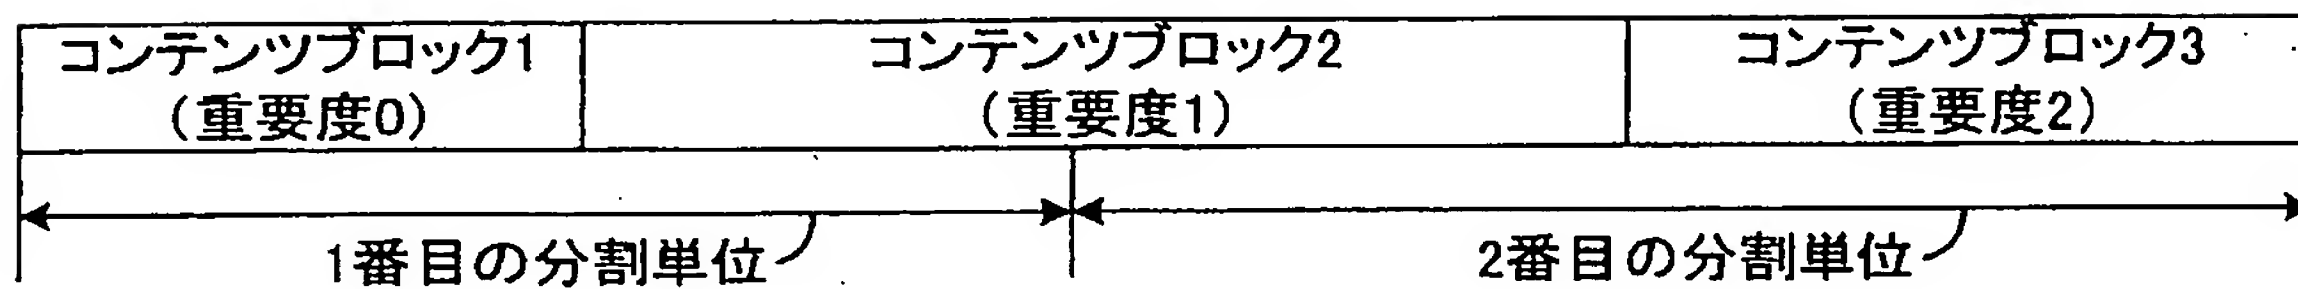 コンテンツブロック1
(重要度0)
コンテンツブロック2
(重要度1)
コンテンツブロック3
(重要度2)
1番目の分割単位
2番目の分割単位